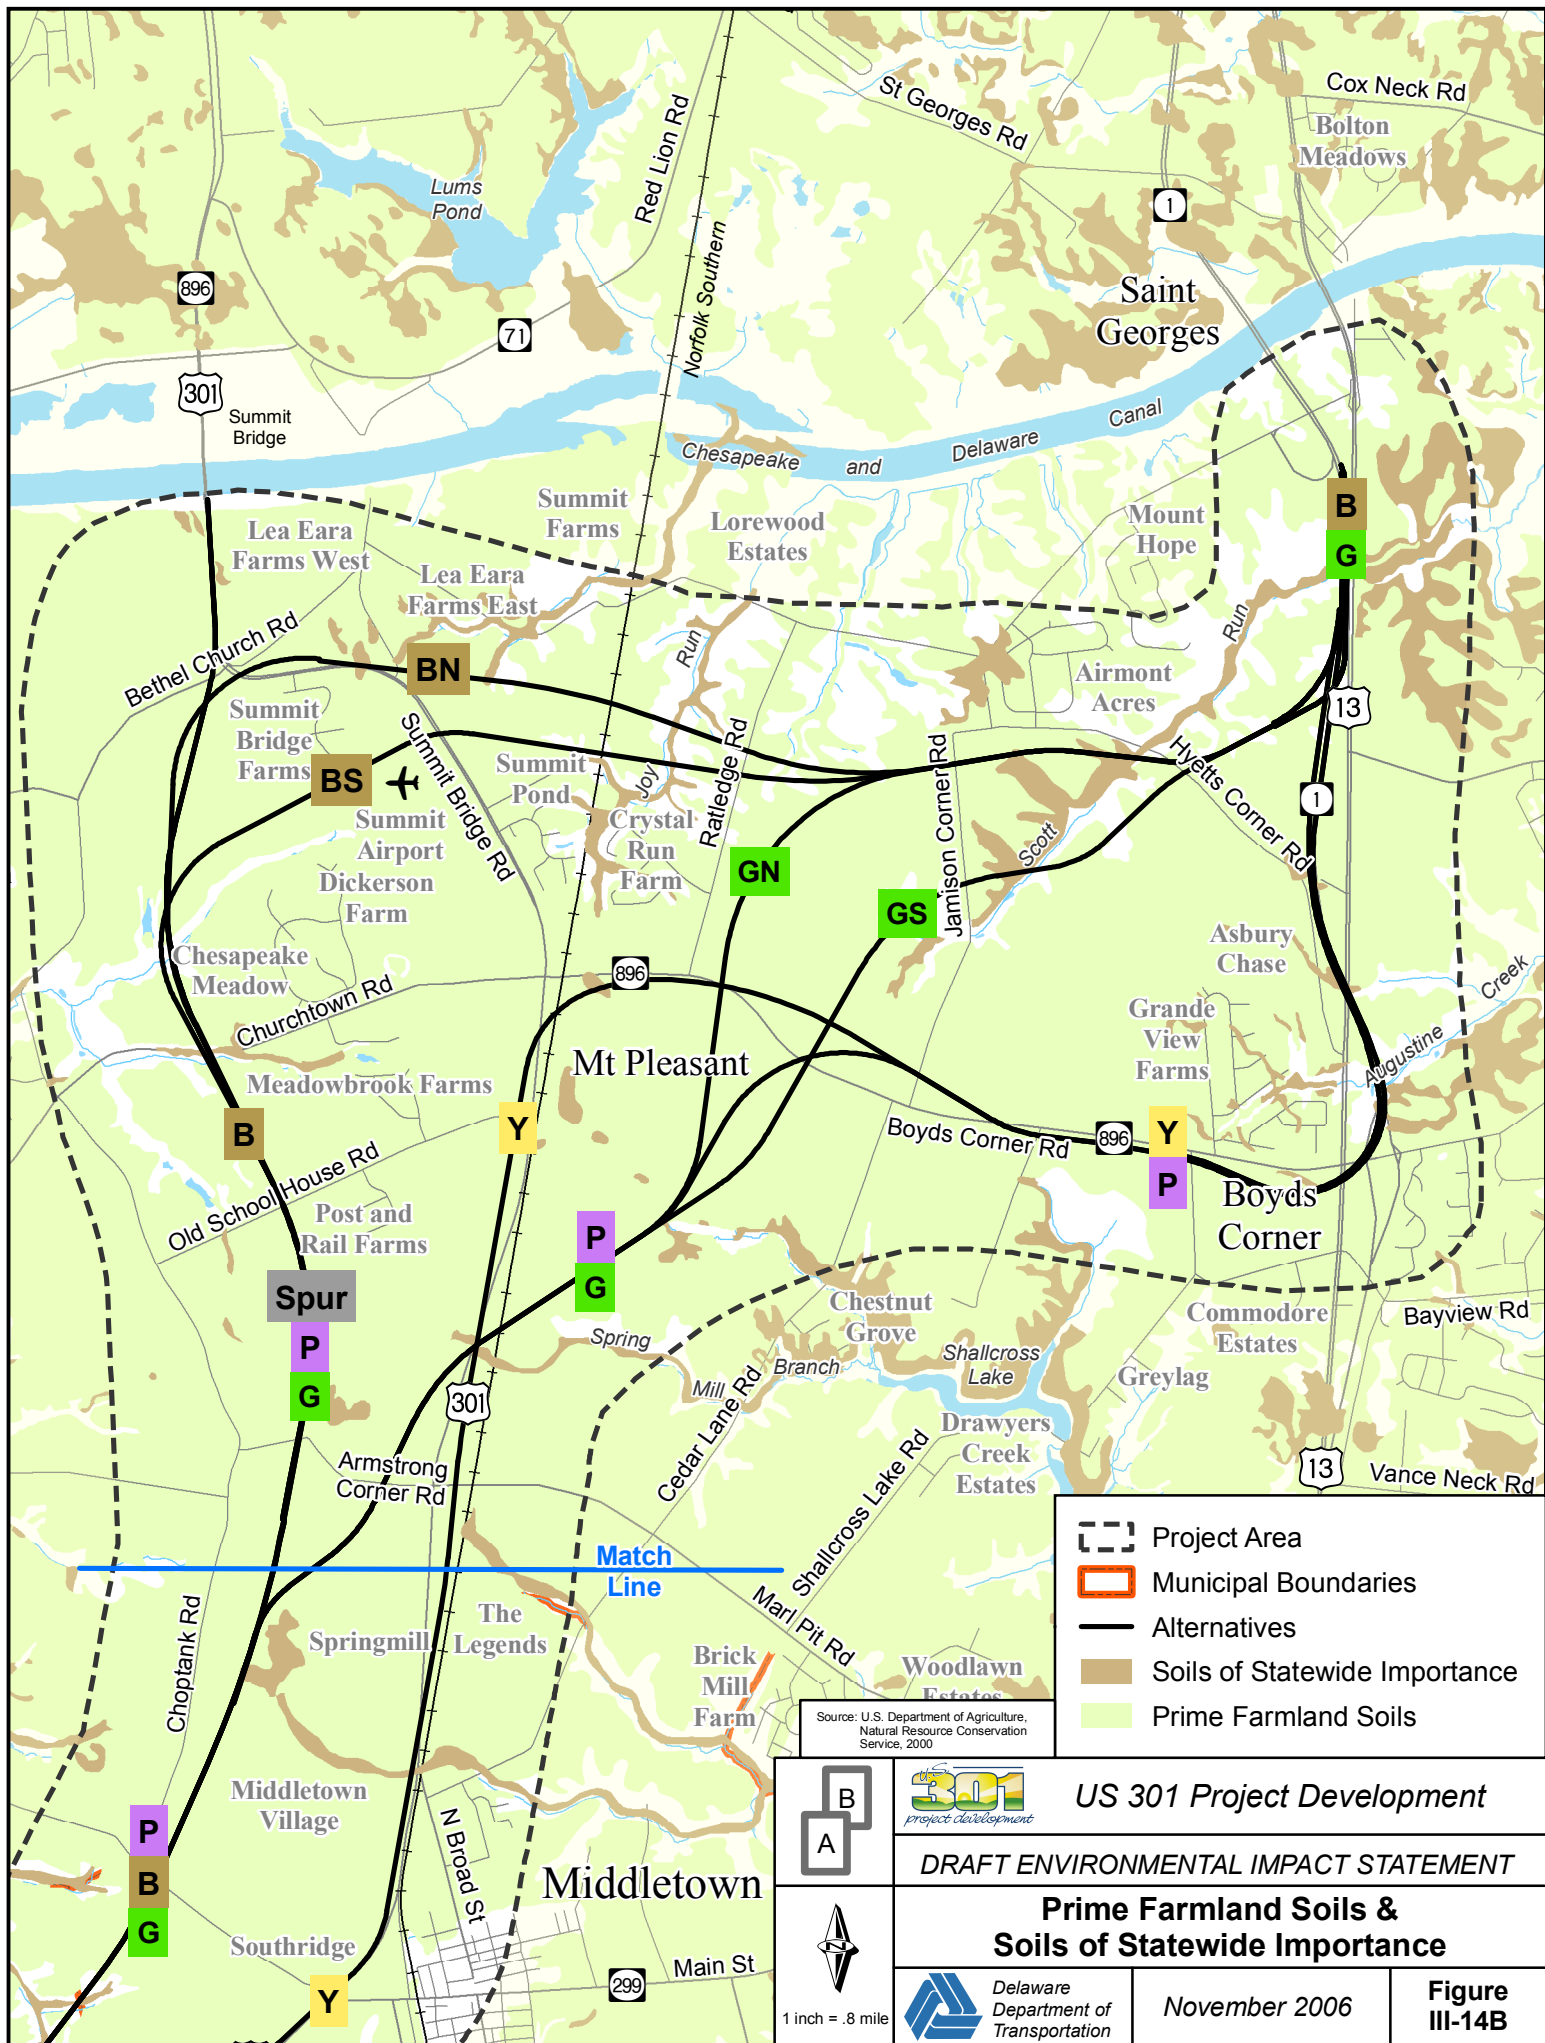 Cox Neck Rd
St Georges Rd
Bolton
Meadows
Red Lion Rd
Lums
Pond
1
Norfolk Southern
896
Saint
Georges
71
301
Summit
Bridge
Chesapeake and Delaware Canal
Summit
Farms
Lorewood
Estates
Mount
Hope
B
G
Lea Eara
Farms West
Lea Eara
Farms East
Bethel Church Rd
BN
Run
Run
Airmont
Acres
13
Summit
Bridge
Farms
BS
Summit Bridge Rd
Summit
Pond
Joy
Ratledge Rd
Jamison Corner Rd
Hyetts Corner Rd
1
Summit
Airport
Crystal
Run
Farm
Scott
Dickerson
Farm
GN
GS
Chesapeake
Meadow
896
Asbury
Chase
Creek
Churchtown Rd
Grande
View
Farms
Augustine
Mt Pleasant
Meadowbrook Farms
B
Y
Boyds Corner Rd
896
Y
P
Old School House Rd
Post and
Rail Farms
Boyds
Corner
P
G
Spur
P
G
Chestnut
Grove
Commodore
Estates
Bayview Rd
Spring
Mill
Branch
Shallcross
Lake
Greylag
301
Cedar Lane Rd
Drawyers
Creek
Estates
Shallcross Lake Rd
Armstrong
Corner Rd
13
Vance Neck Rd
Match
Line
Marl Pit Rd
Choptank Rd
Springmill
The
Legends
Brick
Mill
Farm
Woodlawn
Estates
Project Area
Municipal Boundaries
Alternatives
Soils of Statewide Importance
Prime Farmland Soils
Source: U.S. Department of Agriculture,
Natural Resource Conservation
Service, 2000
Middletown
Village
N Broad St
P
B
G
Middletown
Southridge
Y
299
Main St
B
A
U.S.
301
project development
US 301 Project Development
DRAFT ENVIRONMENTAL IMPACT STATEMENT
N
1 inch = .8 mile
Prime Farmland Soils &
Soils of Statewide Importance
Delaware
Department of
Transportation
November 2006
Figure
III-14B